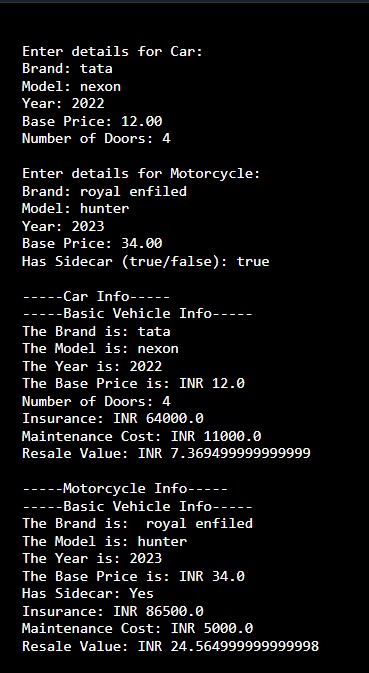 Enter details for Car:
Brand: tata
Model: nexon
Year: 2022
Base Price: 12.00
Number of Doors: 4
Enter details for Motorcycle:
Brand: royal enfiled
Model: hunter
Year: 2023
Base Price: 34.00
Has Sidecar (true/false): true
-----Car Info-----
-----Basic Vehicle Info-----
The Brand is: tata
The Model is: nexon
The Year is: 2022
The Base Price is: INR 12.0
Number of Doors: 4
Insurance: INR 64000.0
Maintenance Cost: INR 11000.0
Resale Value: INR 7.369499999999999
-----Motorcycle Info-----
-----Basic Vehicle Info-----
The Brand is:  royal enfiled
The Model is: hunter
The Year is: 2023
The Base Price is: INR 34.0
Has Sidecar: Yes
Insurance: INR 86500.0
Maintenance Cost: INR 5000.0
Resale Value: INR 24.564999999999998